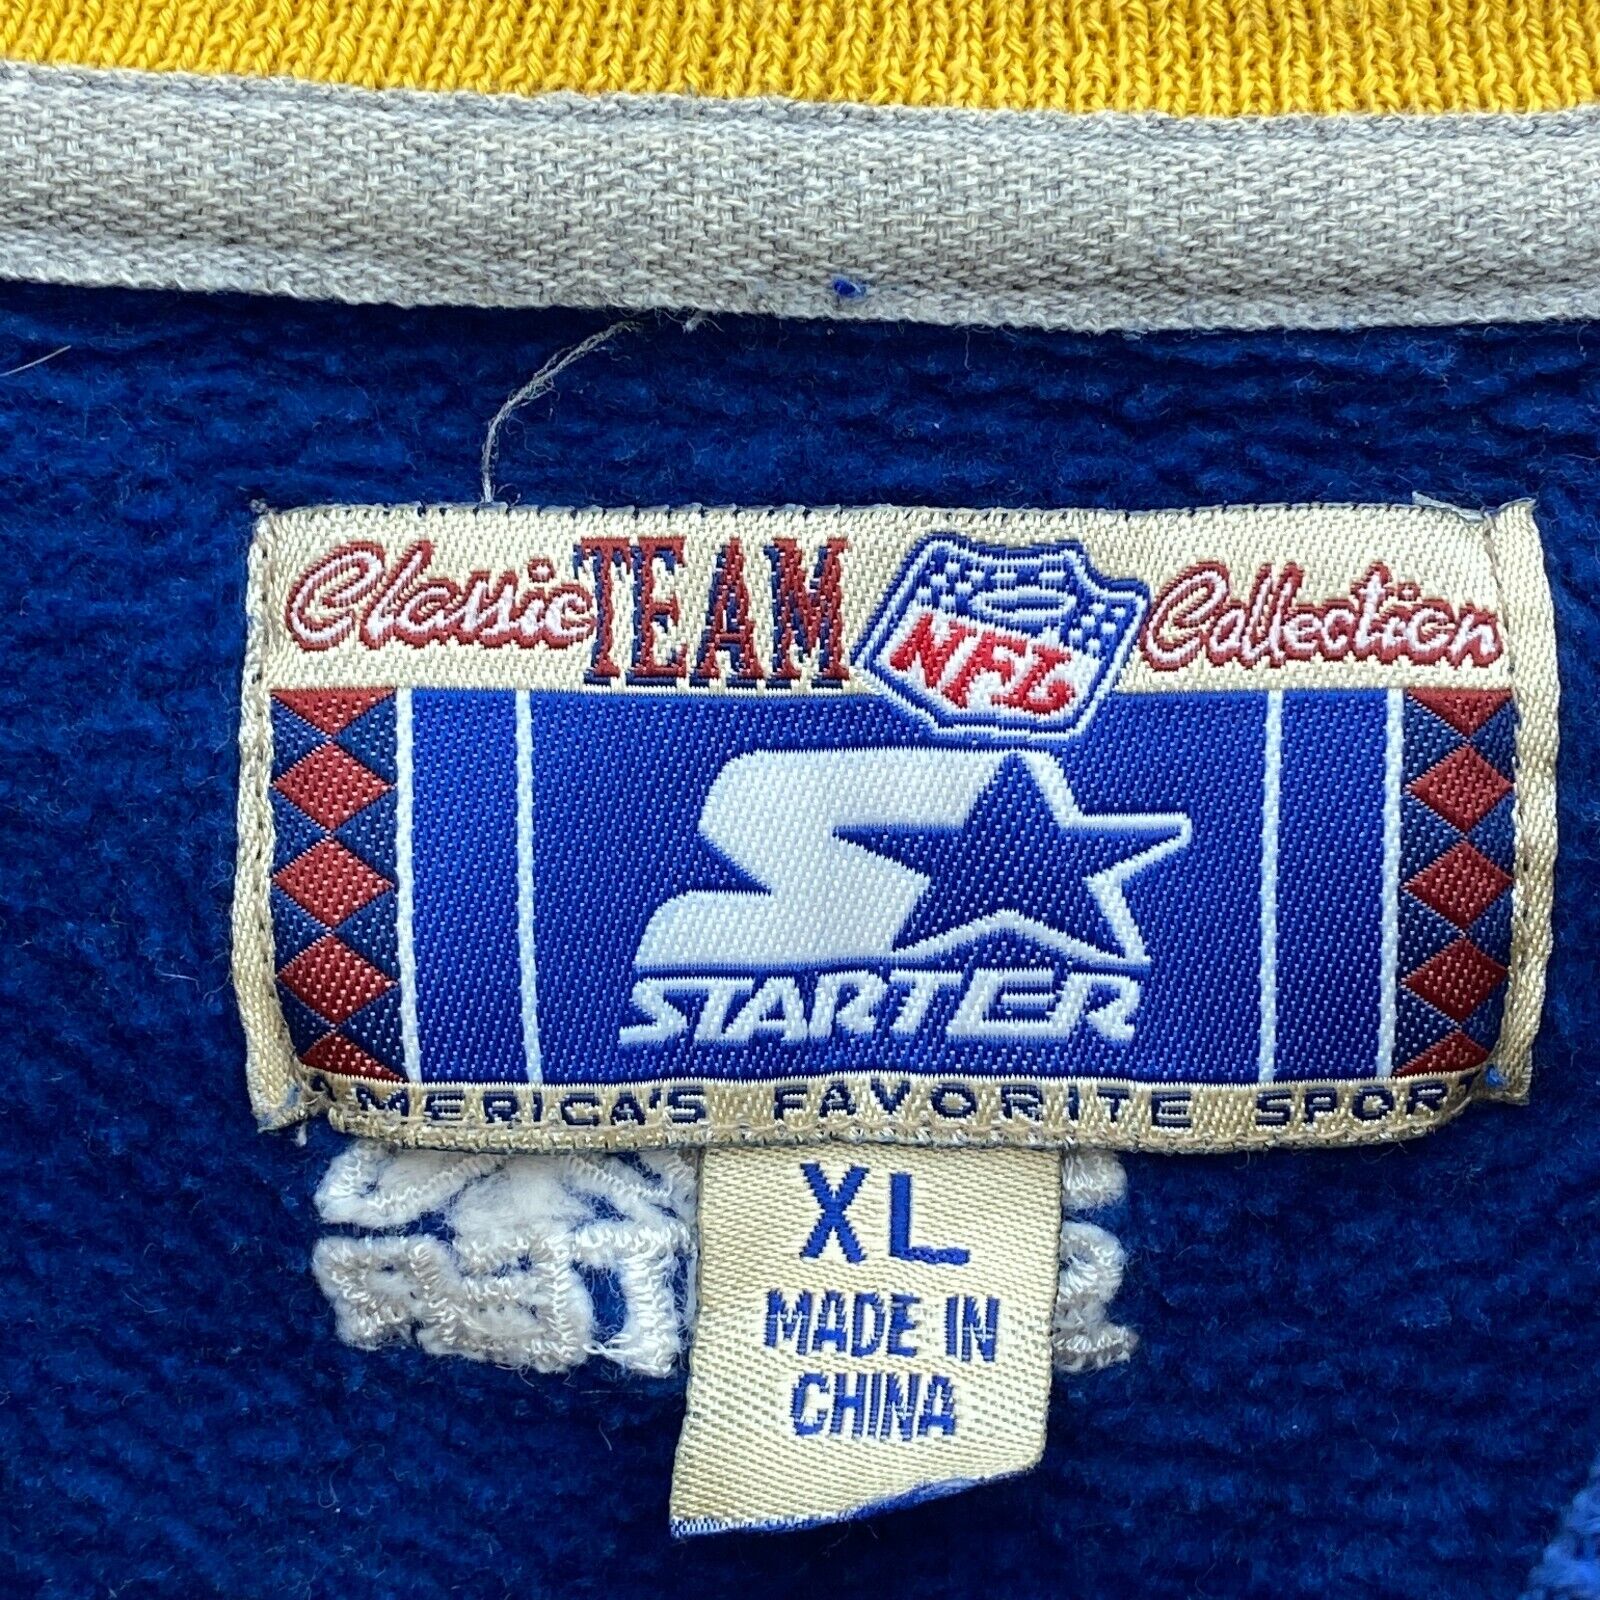 Classic TEAM NFL Collection
STARTER
AMERICA'S FAVORITE SPORT
XL
MADE IN
CHINA